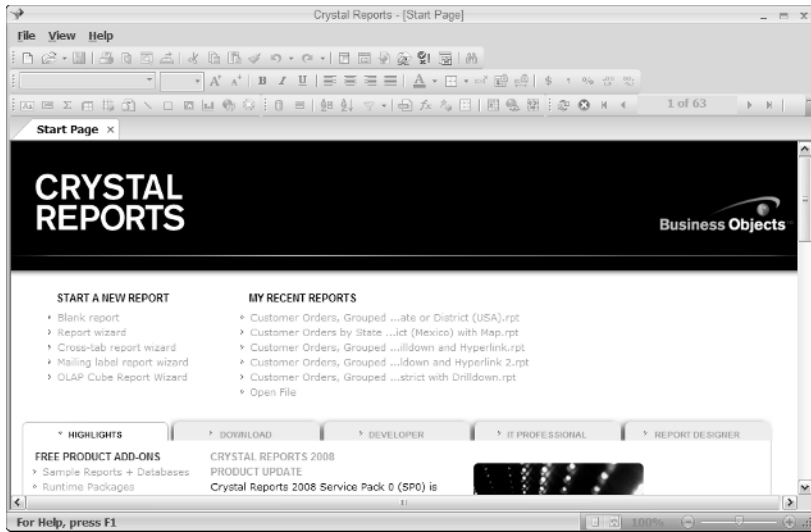 Crystal Reports - [Start Page]
File View Help
1 of 63
Start Page ×
CRYSTAL
REPORTS
Business Objects
START A NEW REPORT
Blank report
Report wizard
Cross-tab report wizard
Mailing label report wizard
OLAP Cube Report Wizard
MY RECENT REPORTS
Customer Orders, Grouped ...ate or District (USA).rpt
Customer Orders by State ...ict (Mexico) with Map.rpt
Customer Orders, Grouped ...illdown and Hyperlink.rpt
Customer Orders, Grouped ...ldown and Hyperlink 2.rpt
Customer Orders, Grouped ...strict with Drilldown.rpt
Open File
HIGHLIGHTS
DOWNLOAD
DEVELOPER
IT PROFESSIONAL
REPORT DESIGNER
FREE PRODUCT ADD-ONS
Sample Reports + Databases
Runtime Packages
CRYSTAL REPORTS 2008
PRODUCT UPDATE
Crystal Reports 2008 Service Pack 0 (SP0) is
For Help, press F1
100%